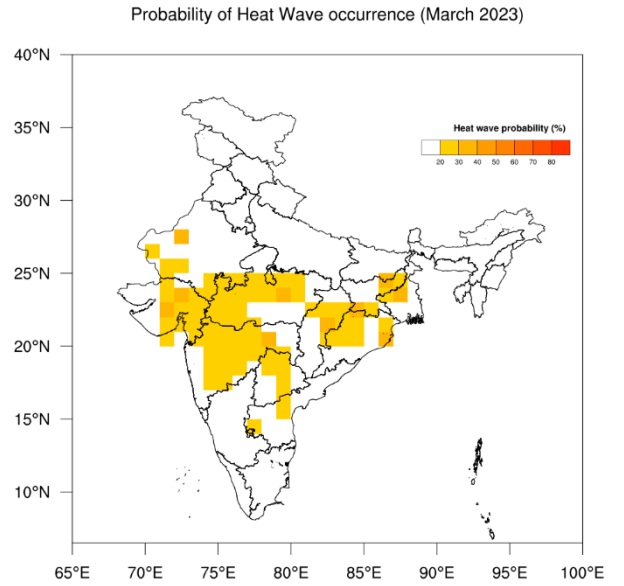 Probability of Heat Wave occurrence (March 2023)
40°N
Heat wave probability (%)
20 30 40 50 60 70 80
35°N
30°N
25°N
20°N
15°N
10°N
65°E 70°E 75°E 80°E 85°E 90°E 95°E 100°E